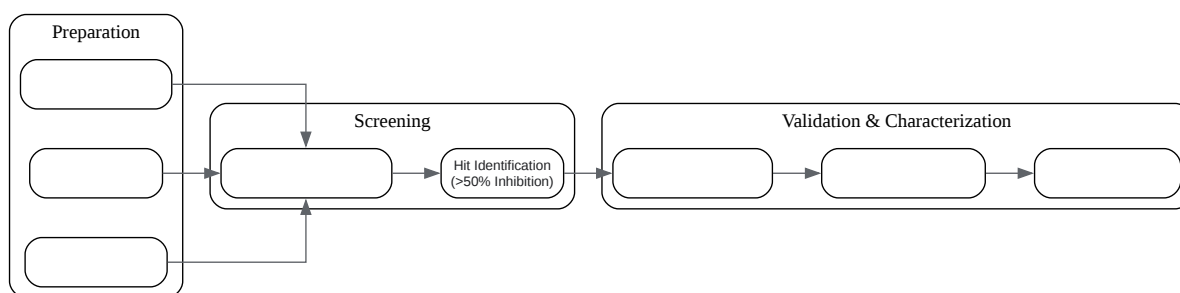 Preparation
Screening
Hit Identification
(>50% Inhibition)
Validation & Characterization